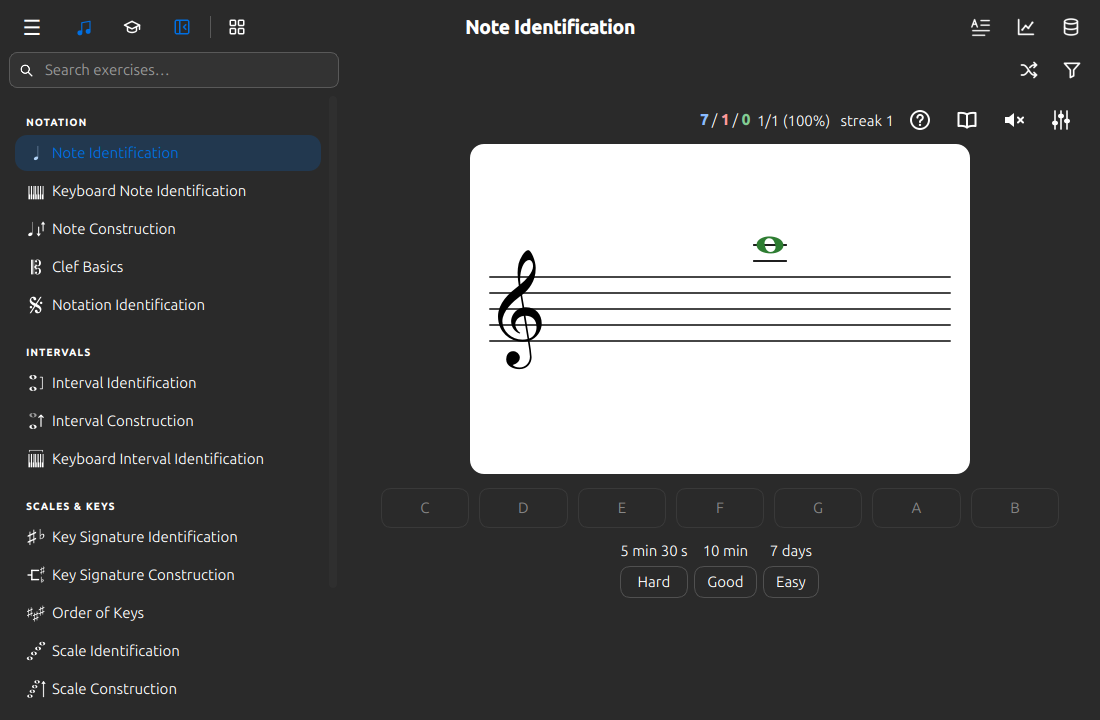 Note Identification
Search exercises…
7 / 1 / 0 1/1 (100%) streak 1
NOTATION
Note Identification
Keyboard Note Identification
Note Construction
Clef Basics
Notation Identification
INTERVALS
Interval Identification
Interval Construction
Keyboard Interval Identification
SCALES & KEYS
Key Signature Identification
Key Signature Construction
Order of Keys
Scale Identification
Scale Construction
C D E F G A B
5 min 30 s 10 min 7 days
Hard Good Easy